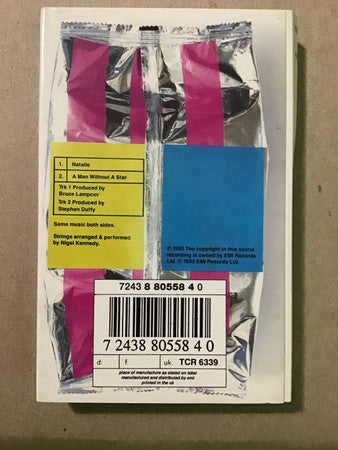 1. Natalie
2. A Man Without A Star
Trk 1 Produced by
Bruce Lampcov
Trk 2 Produced by
Stephen Duffy
Same music both sides.
Strings arranged & performed
by Nigel Kennedy.
℗ 1993 The copyright in this sound
recording is owned by EMI Records
Ltd. © 1993 EMI Records Ltd.
7243 8 80558 4 0
7 24388 05584 0
d: f: uk: TCR 6339
place of manufacture as stated on label
manufactured and distributed by emi
printed in the uk